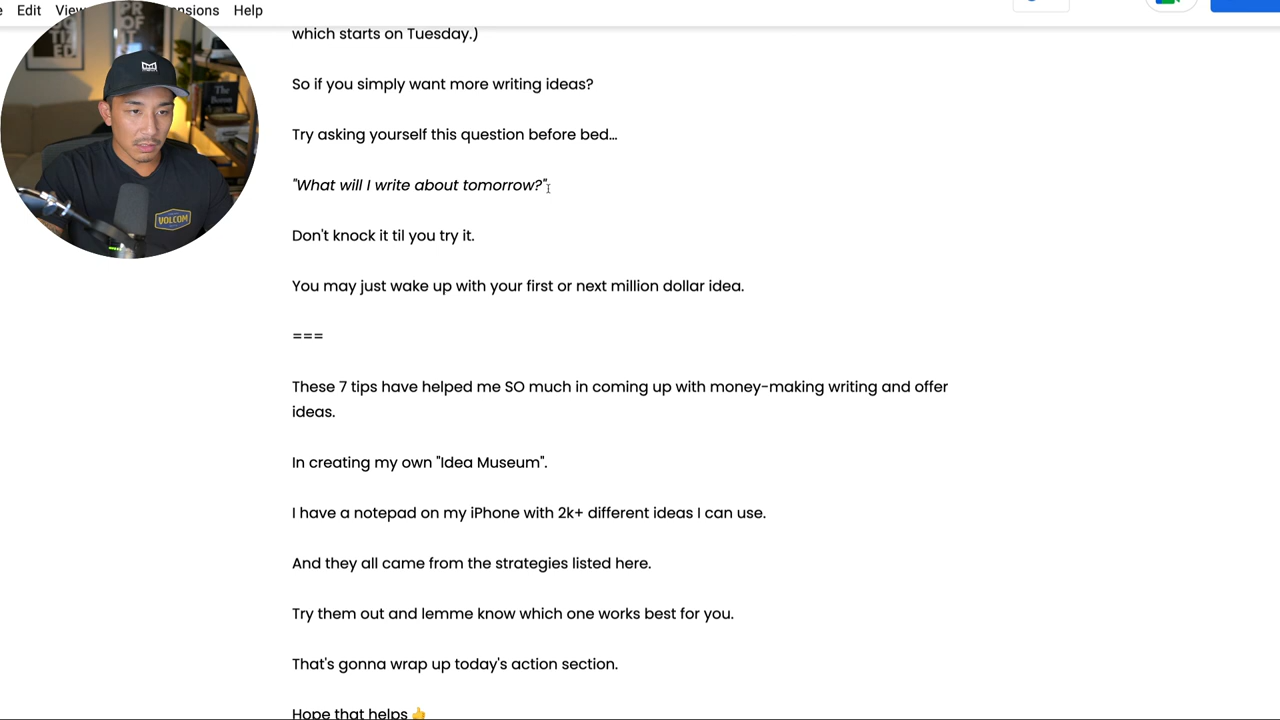 Edit View ensions Help
which starts on Tuesday.)
So if you simply want more writing ideas?
Try asking yourself this question before bed...
"What will I write about tomorrow?"
Don't knock it til you try it.
You may just wake up with your first or next million dollar idea.
===
These 7 tips have helped me SO much in coming up with money-making writing and offer
ideas.
In creating my own "Idea Museum".
I have a notepad on my iPhone with 2k+ different ideas I can use.
And they all came from the strategies listed here.
Try them out and lemme know which one works best for you.
That's gonna wrap up today's action section.
Hope that helps 👍
VOLCOM